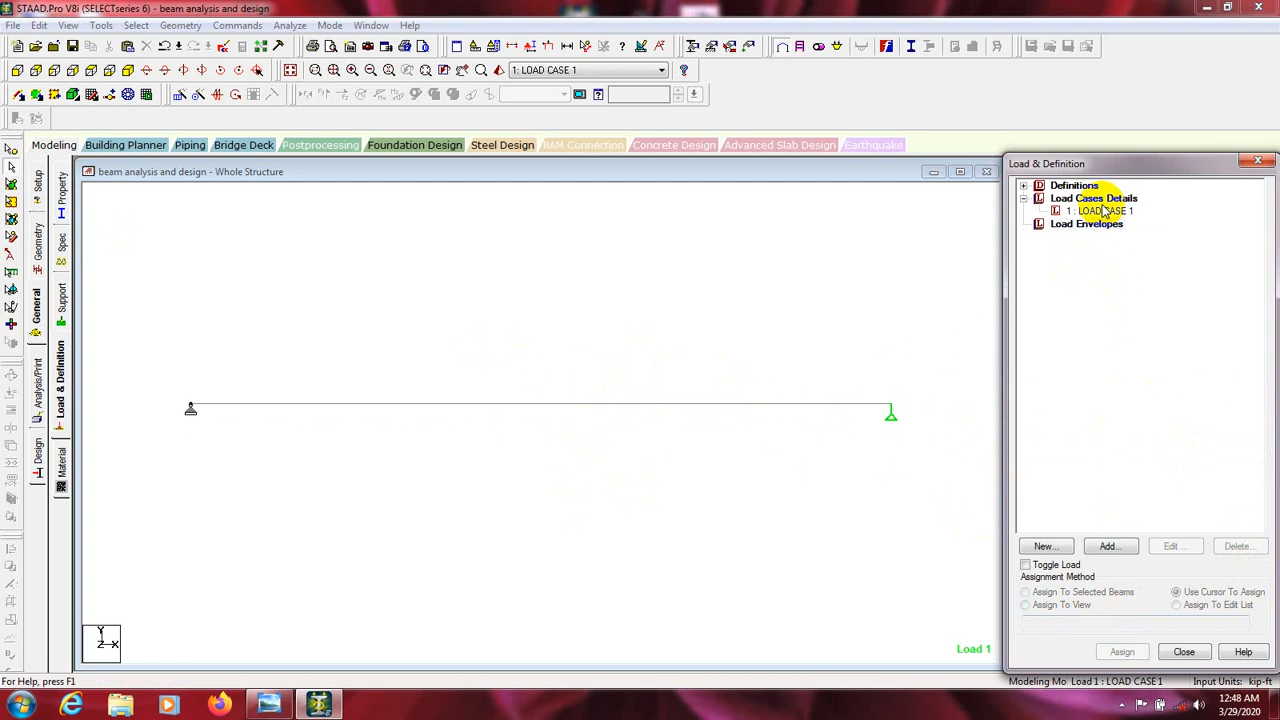 STAAD.Pro V8i (SELECTseries 6) - beam analysis and design
File Edit View Tools Select Geometry Commands Analyze Mode Window Help
1: LOAD CASE 1
Modeling Building Planner Piping Bridge Deck Postprocessing Foundation Design Steel Design RAM Connection Concrete Design Advanced Slab Design Earthquake
Setup
Geometry
General
Analysis/Print
Design
Property
Spec
Support
Load & Definition
Material
beam analysis and design - Whole Structure
Y
Z X
Load 1
Load & Definition
Definitions
Load Cases Details
1 : LOAD CASE 1
Load Envelopes
New... Add... Edit ... Delete...
Toggle Load
Assignment Method
Assign To Selected Beams Use Cursor To Assign
Assign To View Assign To Edit List
Assign Close Help
For Help, press F1
Modeling Mo Load 1 : LOAD CASE 1 Input Units: kip-ft
12:48 AM
3/29/2020